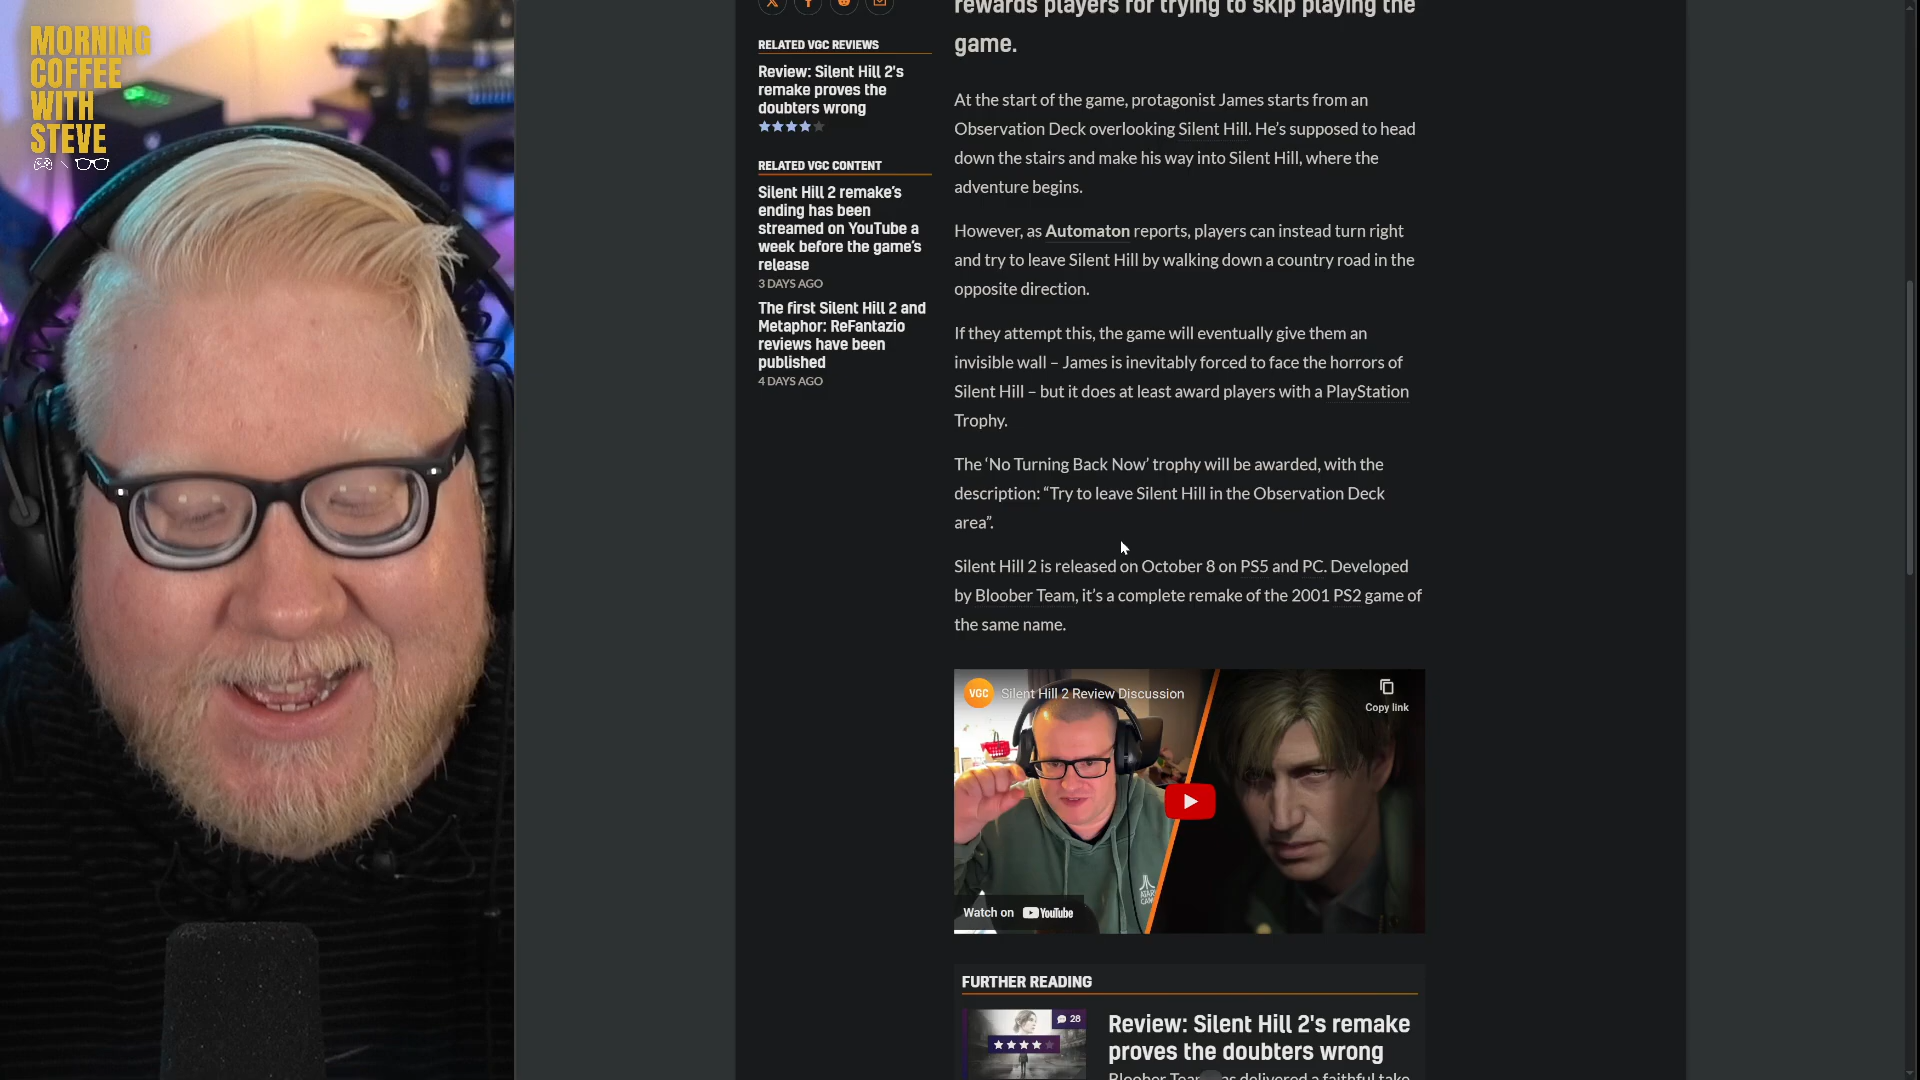 MORNING
COFFEE
WITH
STEVE
RELATED VGC REVIEWS
Review: Silent Hill 2's
remake proves the
doubters wrong
RELATED VGC CONTENT
Silent Hill 2 remake’s
ending has been
streamed on YouTube a
week before the game’s
release
3 DAYS AGO
The first Silent Hill 2 and
Metaphor: ReFantazio
reviews have been
published
4 DAYS AGO
rewards players for trying to skip playing the
game.
At the start of the game, protagonist James starts from an
Observation Deck overlooking Silent Hill. He’s supposed to head
down the stairs and make his way into Silent Hill, where the
adventure begins.
However, as Automaton reports, players can instead turn right
and try to leave Silent Hill by walking down a country road in the
opposite direction.
If they attempt this, the game will eventually give them an
invisible wall – James is inevitably forced to face the horrors of
Silent Hill – but it does at least award players with a PlayStation
Trophy.
The ‘No Turning Back Now’ trophy will be awarded, with the
description: “Try to leave Silent Hill in the Observation Deck
area”.
Silent Hill 2 is released on October 8 on PS5 and PC. Developed
by Bloober Team, it’s a complete remake of the 2001 PS2 game of
the same name.
VGC Silent Hill 2 Review Discussion
Copy link
ATARI
Watch on YouTube
FURTHER READING
28
Review: Silent Hill 2's remake
proves the doubters wrong
Bloober Team has delivered a faithful take